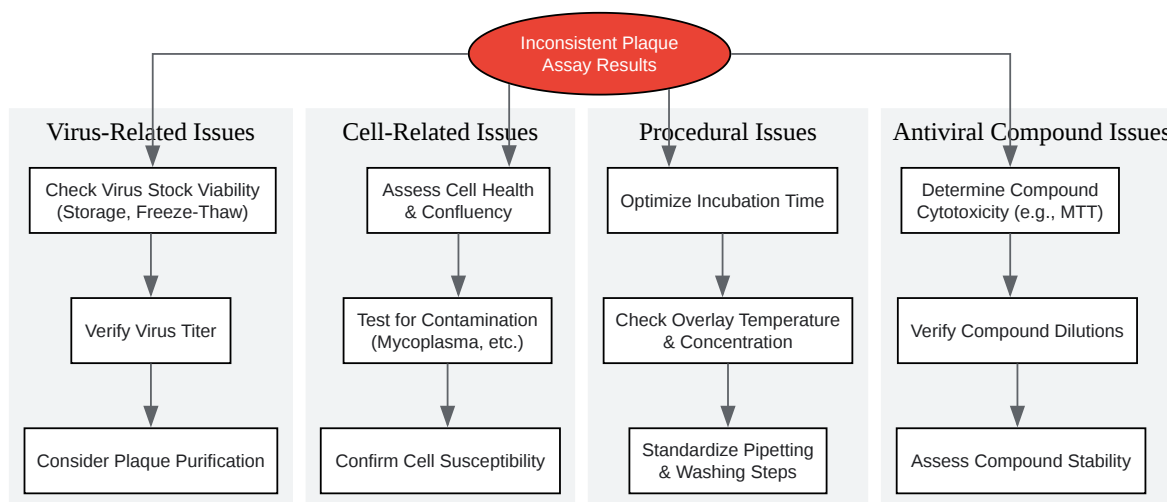 Inconsistent Plaque
Assay Results
Virus-Related Issues
Check Virus Stock Viability
(Storage, Freeze-Thaw)
Verify Virus Titer
Consider Plaque Purification
Cell-Related Issues
Assess Cell Health
& Confluency
Test for Contamination
(Mycoplasma, etc.)
Confirm Cell Susceptibility
Procedural Issues
Optimize Incubation Time
Check Overlay Temperature
& Concentration
Standardize Pipetting
& Washing Steps
Antiviral Compound Issues
Determine Compound
Cytotoxicity (e.g., MTT)
Verify Compound Dilutions
Assess Compound Stability